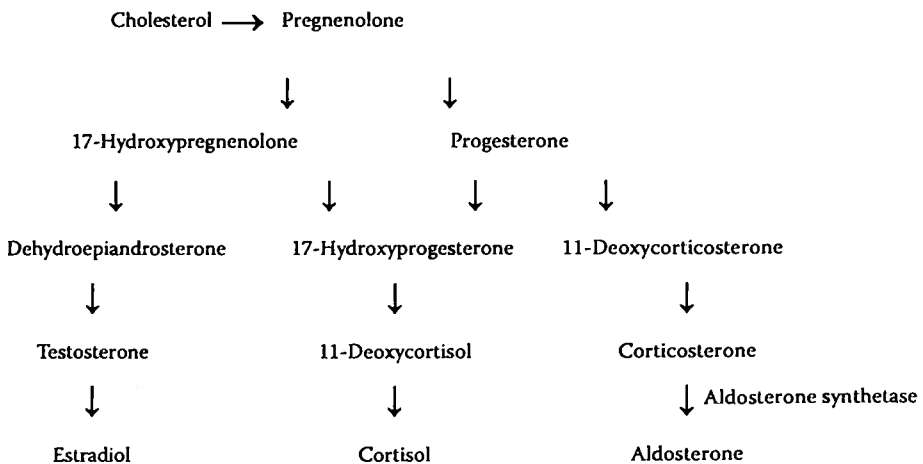 Cholesterol → Pregnenolone
↓ ↓
17-Hydroxypregnenolone Progesterone
↓ ↓ ↓ ↓
Dehydroepiandrosterone 17-Hydroxyprogesterone 11-Deoxycorticosterone
↓ ↓ ↓
Testosterone 11-Deoxycortisol Corticosterone
↓ ↓ ↓ Aldosterone synthetase
Estradiol Cortisol Aldosterone